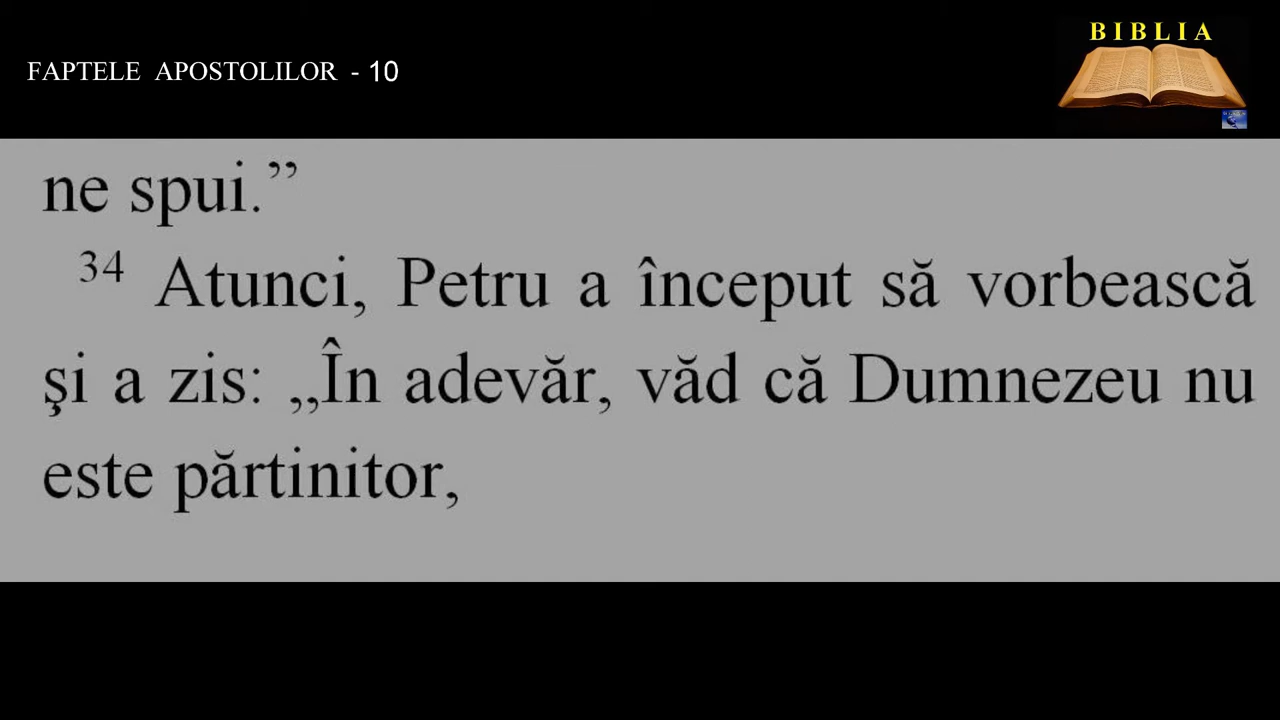 BIBLIA
FAPTELE APOSTOLILOR - 10
ne spui.”
34 Atunci, Petru a început să vorbească
şi a zis: „În adevăr, văd că Dumnezeu nu
este părtinitor,